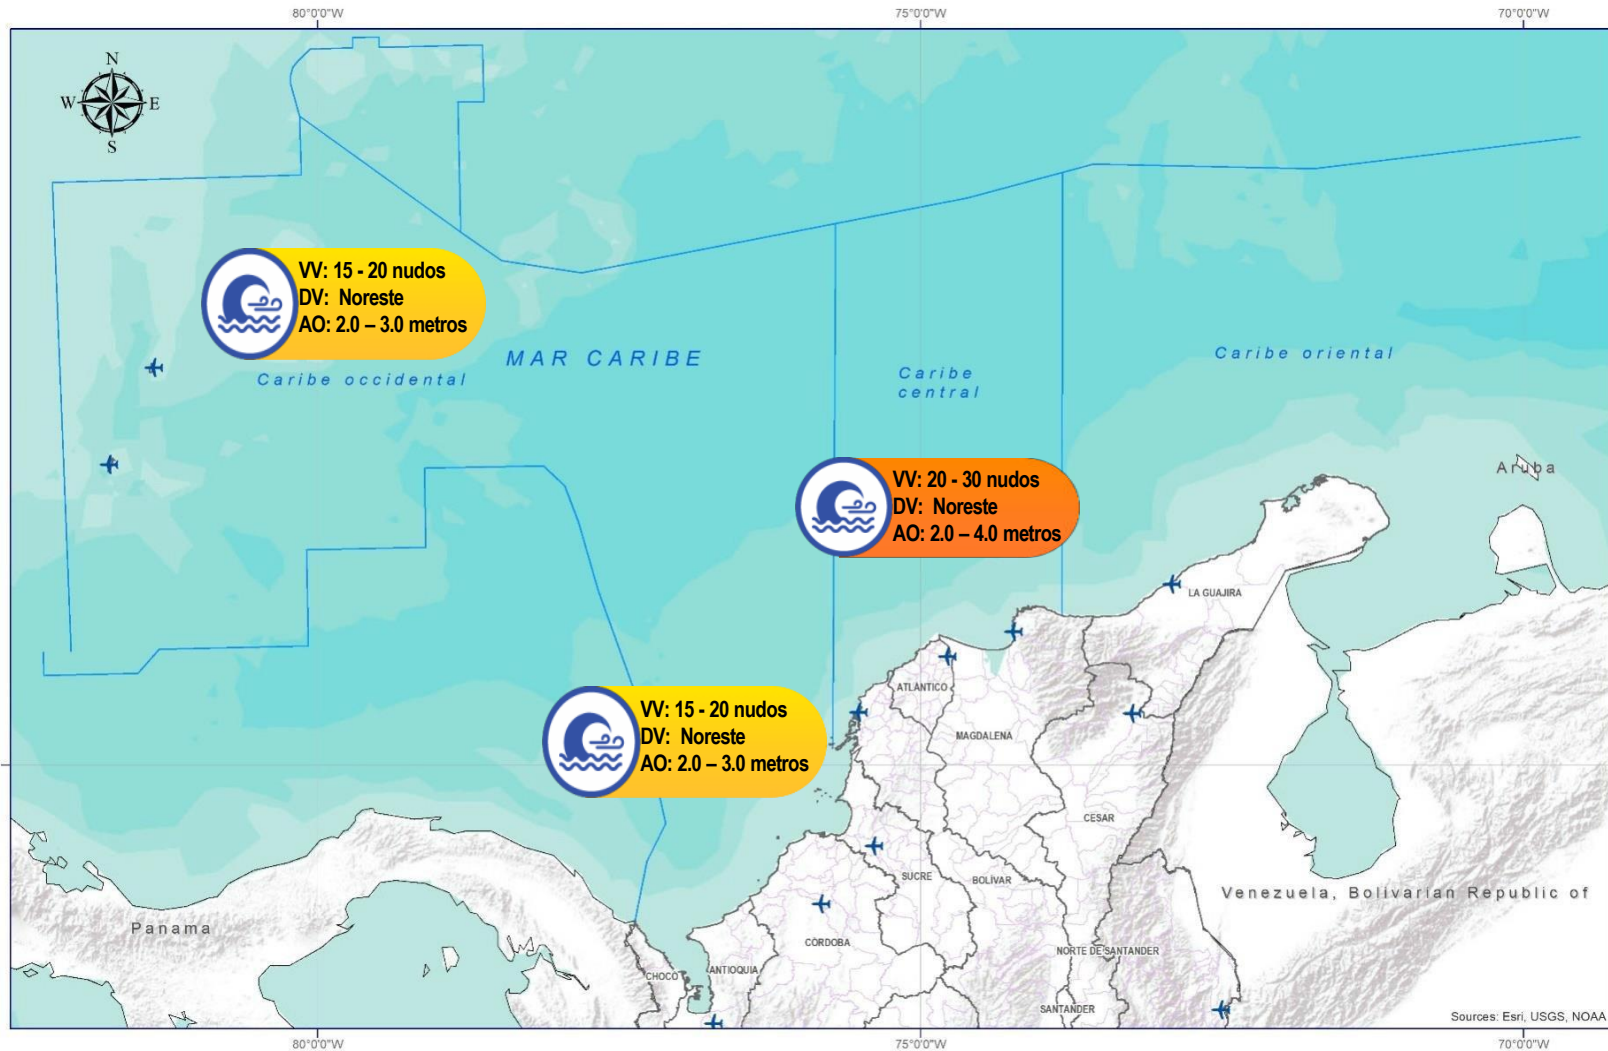 80°0'0"W
75°0'0"W
70°0'0"W
N
W
E
S
VV: 15 - 20 nudos
DV: Noreste
AO: 2.0 – 3.0 metros
MAR CARIBE
Caribe occidental
Caribe
central
Caribe oriental
VV: 20 - 30 nudos
DV: Noreste
AO: 2.0 – 4.0 metros
Aruba
LA GUAJIRA
ATLÁNTICO
VV: 15 - 20 nudos
DV: Noreste
AO: 2.0 – 3.0 metros
MAGDALENA
CESAR
SUCRE
BOLÍVAR
Venezuela, Bolivarian Republic of
Panama
CÓRDOBA
NORTE DE SANTANDER
CHOCÓ
ANTIOQUIA
SANTANDER
Sources: Esri, USGS, NOAA
80°0'0"W
75°0'0"W
70°0'0"W